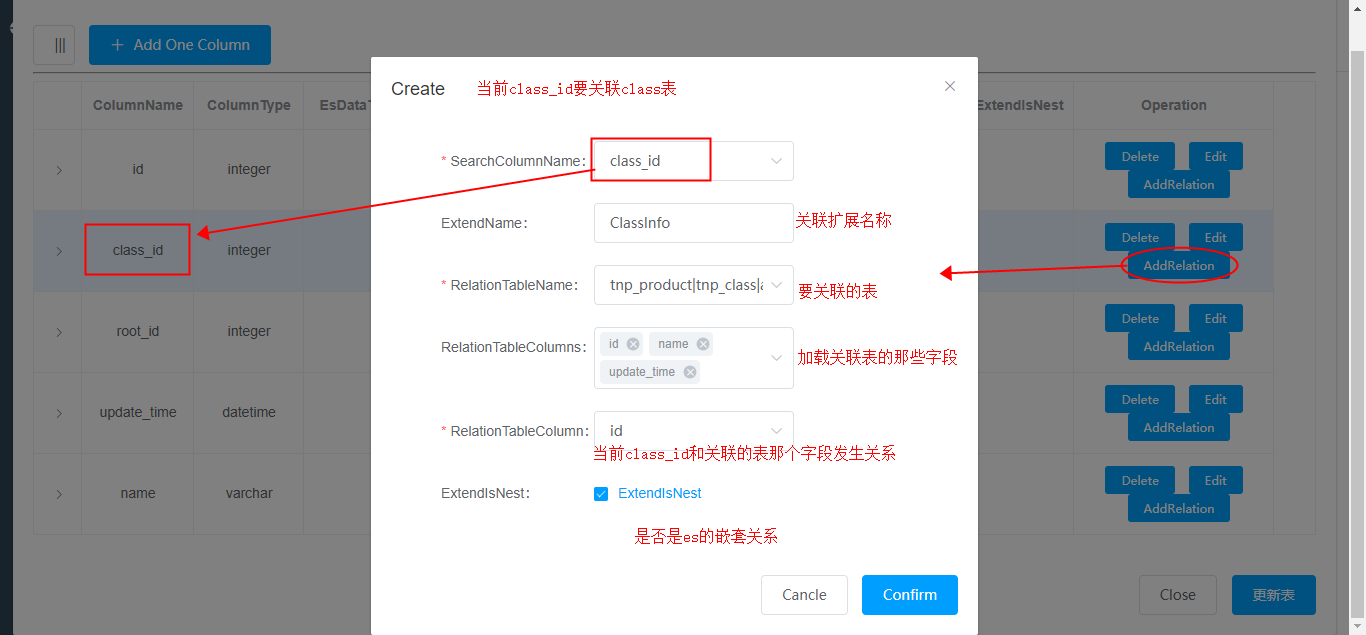 ||| + Add One Column
ColumnName ColumnType EsData ExtendIsNest Operation
id integer Delete Edit
AddRelation
class_id integer Delete Edit
AddRelation
root_id integer Delete Edit
AddRelation
update_time datetime Delete Edit
AddRelation
name varchar Delete Edit
AddRelation
Close 更新表
Create 当前class_id要关联class表
* SearchColumnName: class_id
ExtendName: ClassInfo 关联扩展名称
* RelationTableName: tnp_product|tnp_class|a 要关联的表
RelationTableColumns: id name
update_time
加载关联表的那些字段
* RelationTableColumn: id
当前class_id和关联的表那个字段发生关系
ExtendIsNest: ExtendIsNest
是否是es的嵌套关系
Cancle Confirm